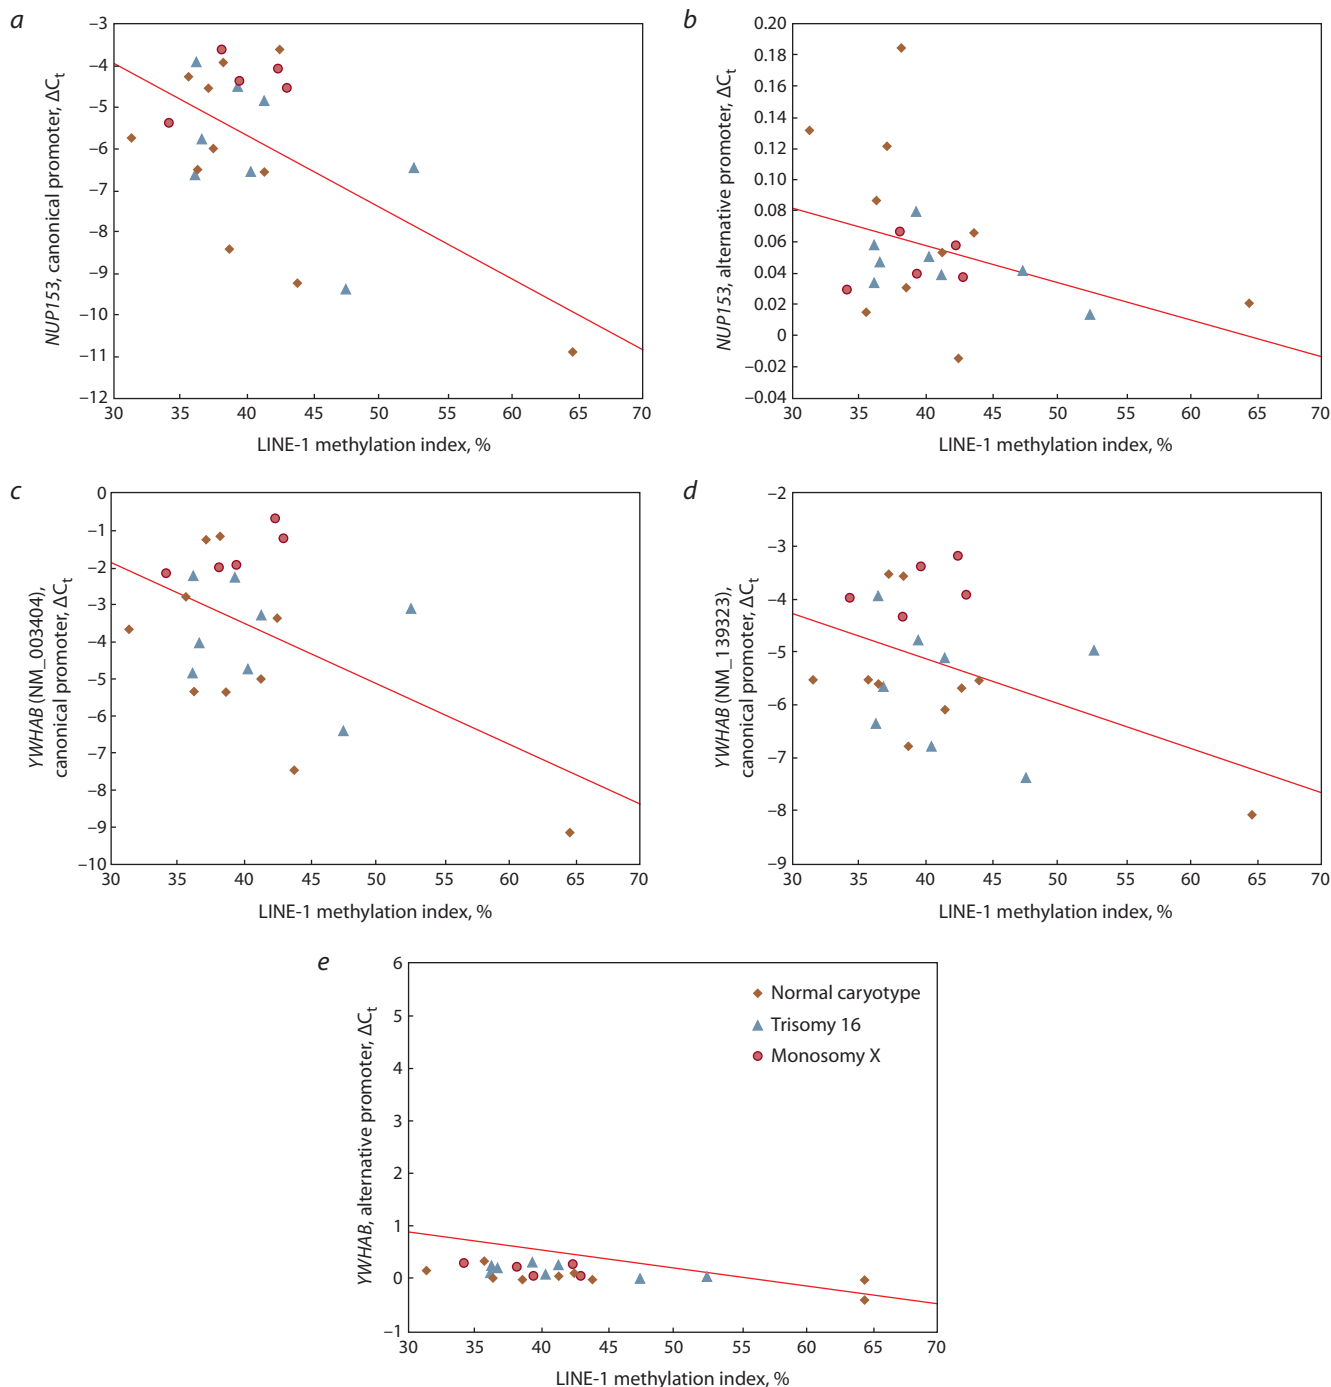 a
−3
−4
−5
−6
−7
−8
−9
−10
−11
−12
NUP153, canonical promoter, ΔCt
30 35 40 45 50 55 60 65 70
LINE-1 methylation index, %
b
0.20
0.18
0.16
0.14
0.12
0.10
0.08
0.06
0.04
0.02
0
−0.02
−0.04
NUP153, alternative promoter, ΔCt
30 35 40 45 50 55 60 65 70
LINE-1 methylation index, %
c
0
−1
−2
−3
−4
−5
−6
−7
−8
−9
−10
YWHAB (NM_003404),
canonical promoter, ΔCt
30 35 40 45 50 55 60 65 70
LINE-1 methylation index, %
d
−2
−3
−4
−5
−6
−7
−8
−9
YWHAB (NM_139323),
canonical promoter, ΔCt
30 35 40 45 50 55 60 65 70
LINE-1 methylation index, %
e
6
5
4
3
2
1
0
−1
YWHAB, alternative promoter, ΔCt
Normal caryotype
Trisomy 16
Monosomy X
30 35 40 45 50 55 60 65 70
LINE-1 methylation index, %